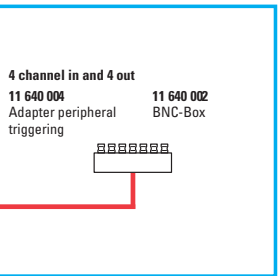 4 channel in and 4 out
11 640 004 11 640 002
Adapter peripheral BNC-Box
triggering